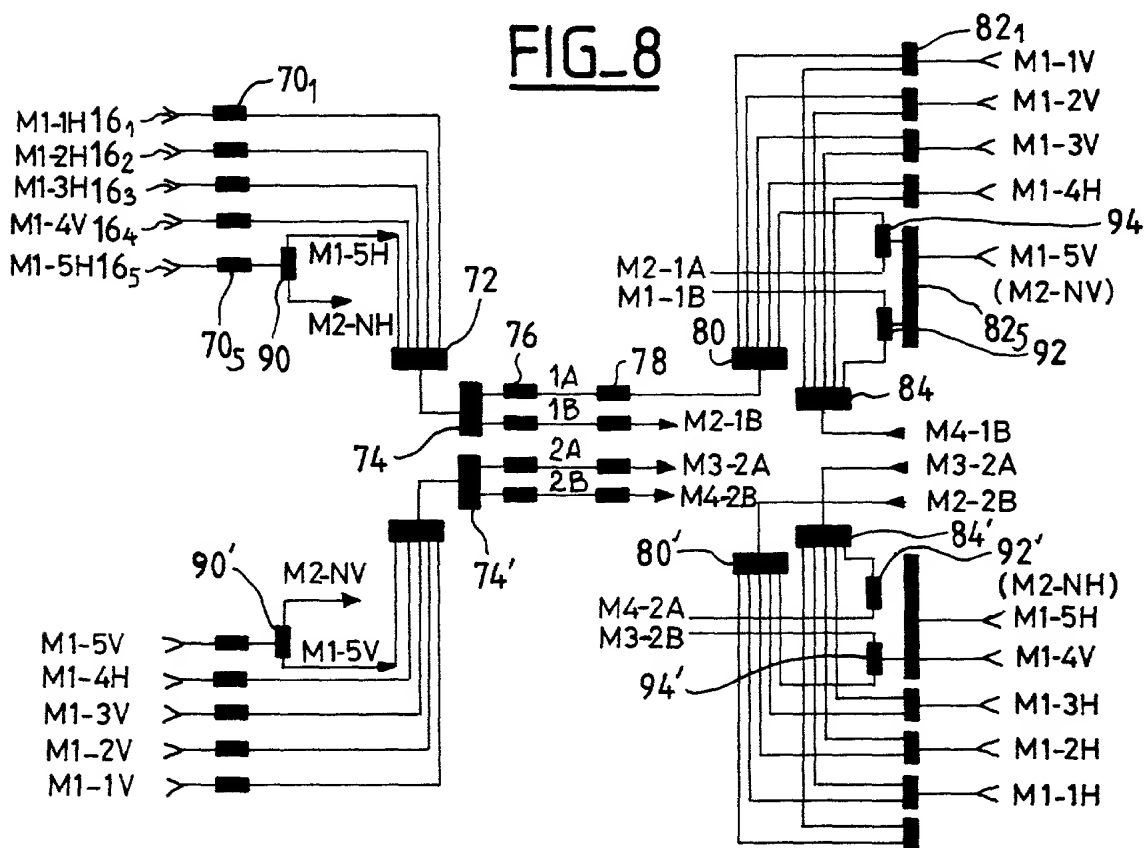 FIG_8
70₁
M1-1H 16₁
M1-2H 16₂
M1-3H 16₃
M1-4V 16₄
M1-5H 16₅
M1-5H
M2-NH
70₅
90
72
76
78
1A
1B
M2-1B
74
2A
M3-2A
2B
M4-2B
74'
90'
M2-NV
M1-5V
M1-5V
M1-4H
M1-3V
M1-2V
M1-1V
82₁
M1-1V
M1-2V
M1-3V
M1-4H
94
M2-1A
M1-1B
M1-5V
(M2-NV)
82₅
80
92
84
M4-1B
M3-2A
M2-2B
84'
80'
92'
(M2-NH)
M4-2A
M3-2B
M1-5H
94'
M1-4V
M1-3H
M1-2H
M1-1H